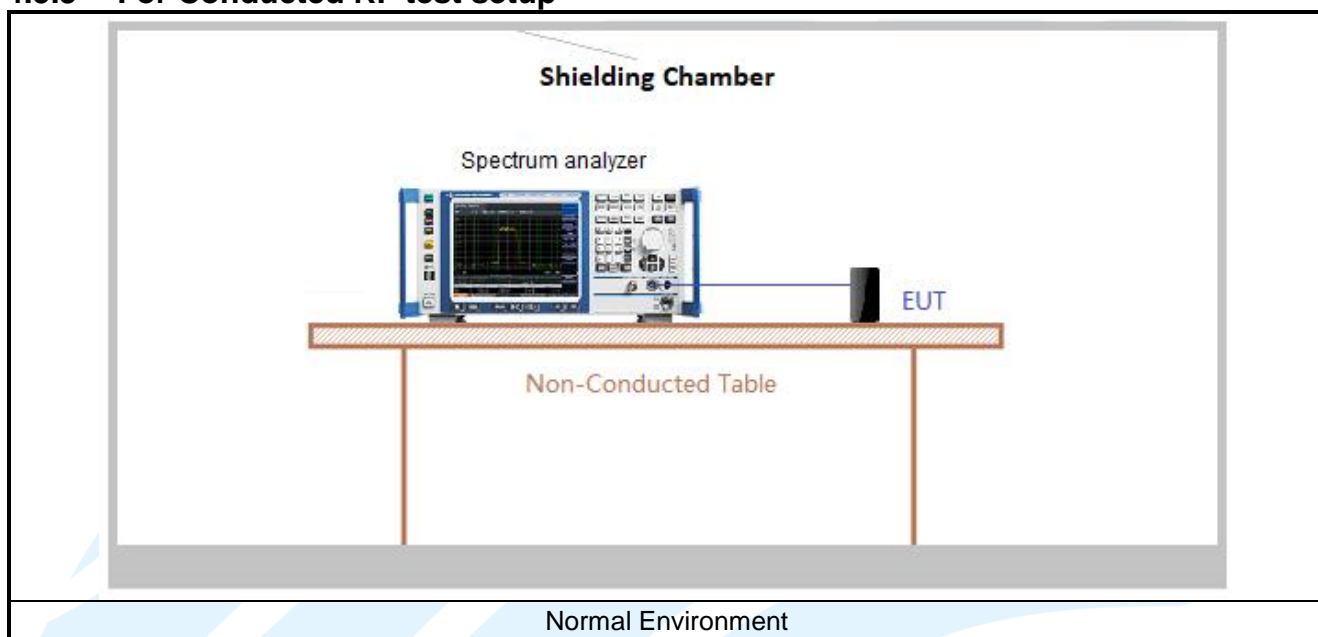 Shielding Chamber
Spectrum analyzer
EUT
Non-Conducted Table
Normal Environment